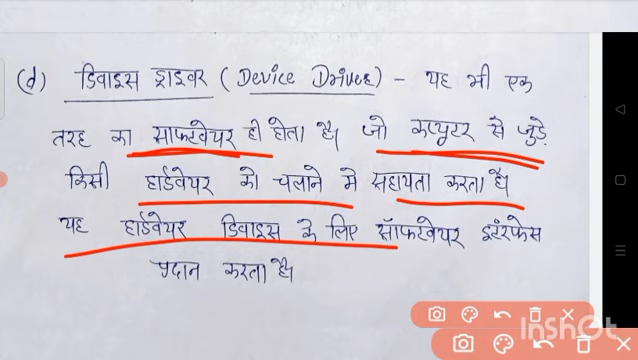 (d) डिवाइस ड्राइवर (Device Driver) - यह भी एक
तरह का साफ्टवेयर ही होता है। जो कम्प्यूटर से जुड़े
किसी हार्डवेयर को चलाने मे सहायता करता है।
यह हार्डवेयर डिवाइस के लिए सॉफ्टवेयर इंटरफेस
प्रदान करता है।
InShOt